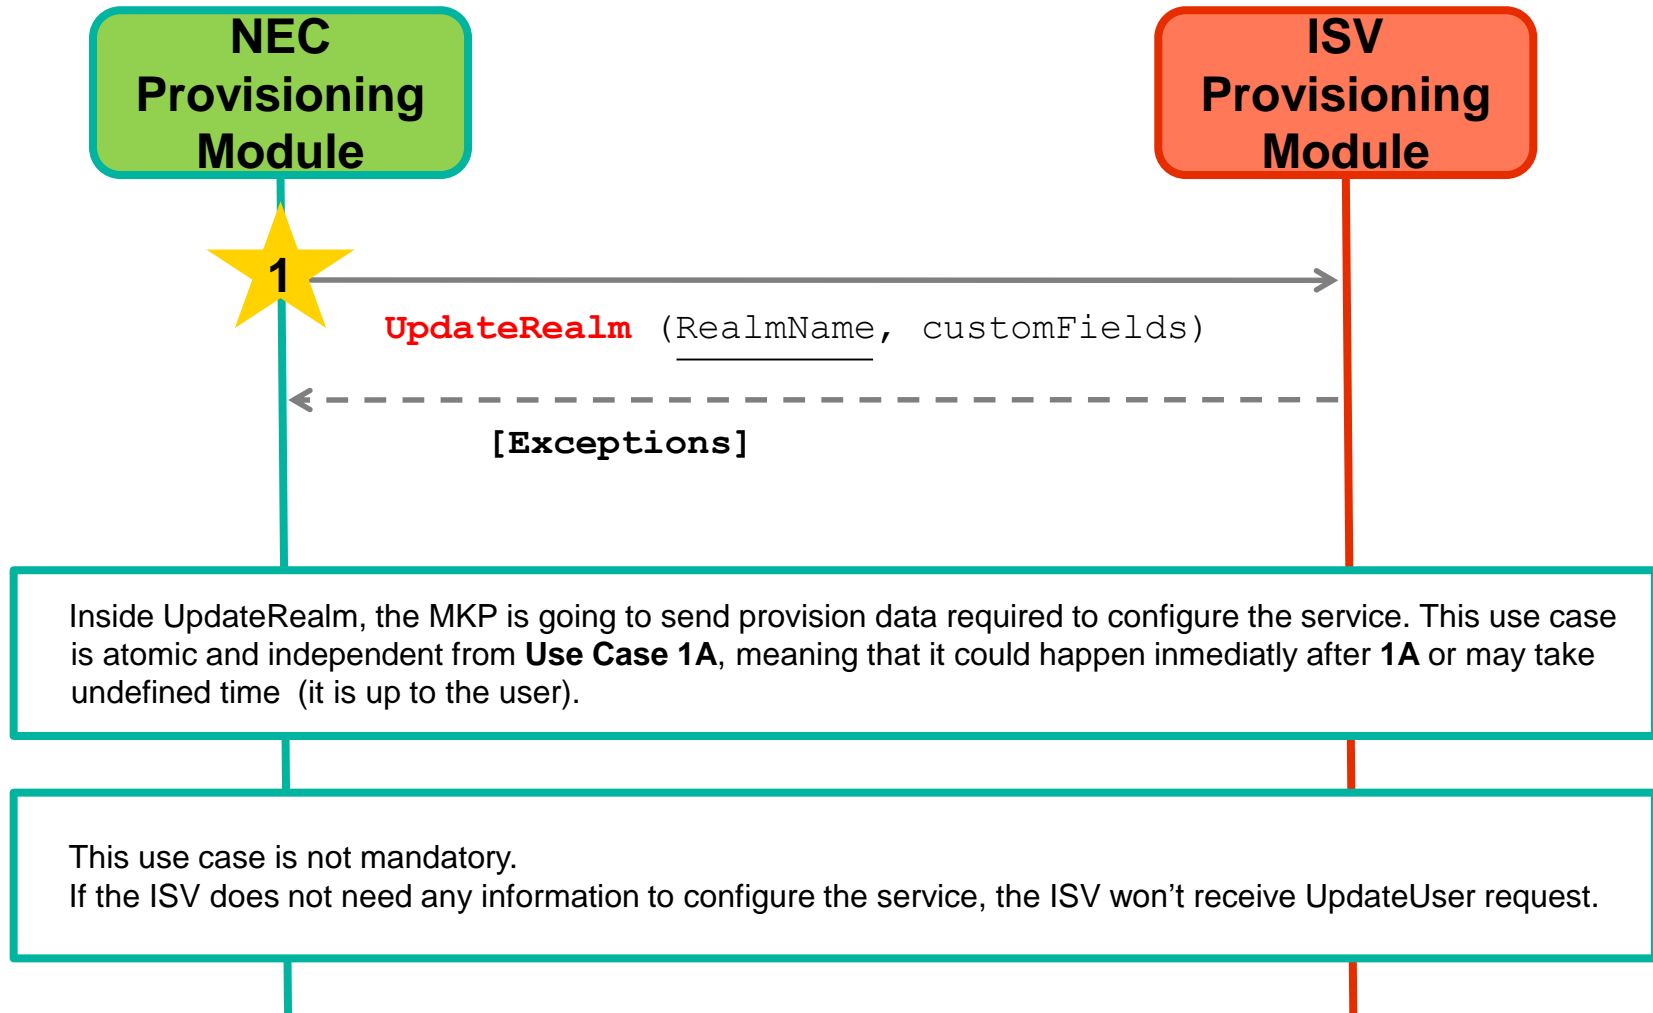 NEC
Provisioning
Module
ISV
Provisioning
Module
1
UpdateRealm (RealmName, customFields)
[Exceptions]
Inside UpdateRealm, the MKP is going to send provision data required to configure the service. This use case
is atomic and independent from Use Case 1A, meaning that it could happen inmediatly after 1A or may take
undefined time (it is up to the user).
This use case is not mandatory.
If the ISV does not need any information to configure the service, the ISV won’t receive UpdateUser request.